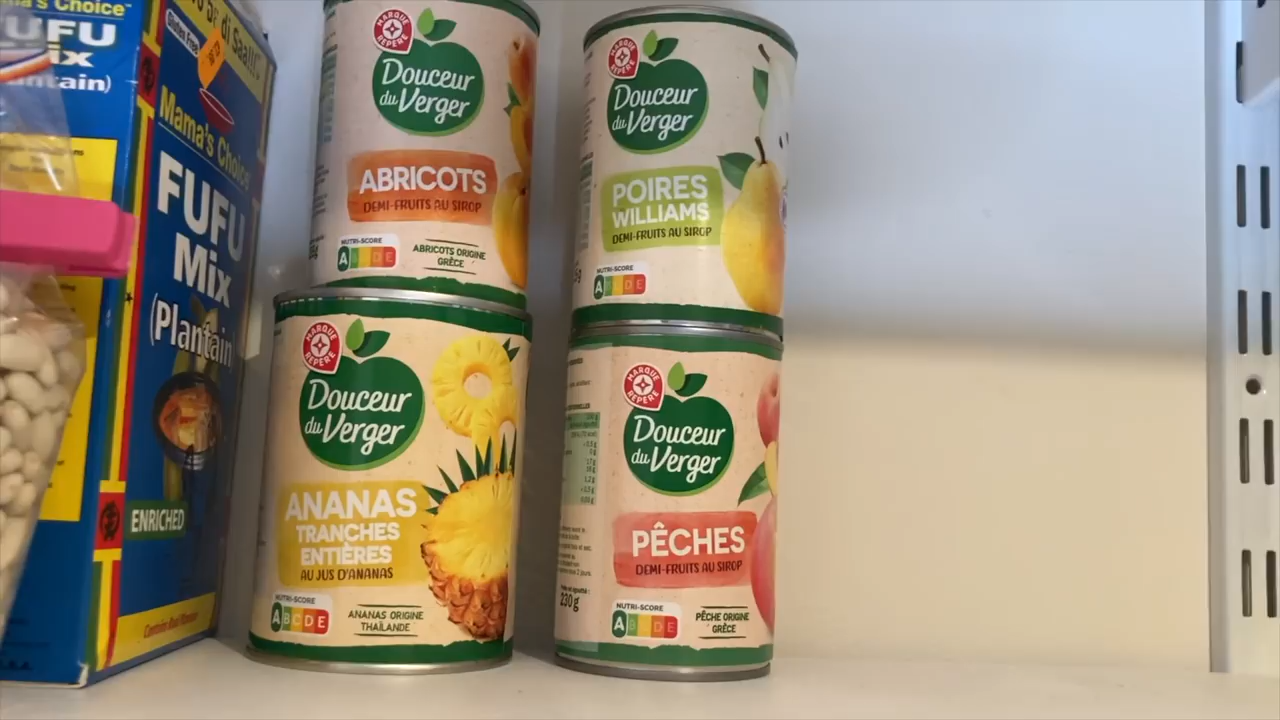 Mama's Choice™
FUFU
Mix
Gluten Free
Mama's Choice
FUFU
Mix
(Plantain)
ENRICHED
MARQUE
REPÈRE
Douceur
du Verger
ABRICOTS
DEMI-FRUITS AU SIROP
NUTRI-SCORE
A B C D E
ABRICOTS ORIGINE
GRÈCE
MARQUE
REPÈRE
Douceur
du Verger
POIRES
WILLIAMS
DEMI-FRUITS AU SIROP
NUTRI-SCORE
A B C D E
MARQUE
REPÈRE
Douceur
du Verger
ANANAS
TRANCHES
ENTIÈRES
AU JUS D'ANANAS
NUTRI-SCORE
A B C D E
ANANAS ORIGINE
THAÏLANDE
MARQUE
REPÈRE
Douceur
du Verger
PÊCHES
DEMI-FRUITS AU SIROP
230g
NUTRI-SCORE
A B C D E
PÊCHE ORIGINE
GRÈCE